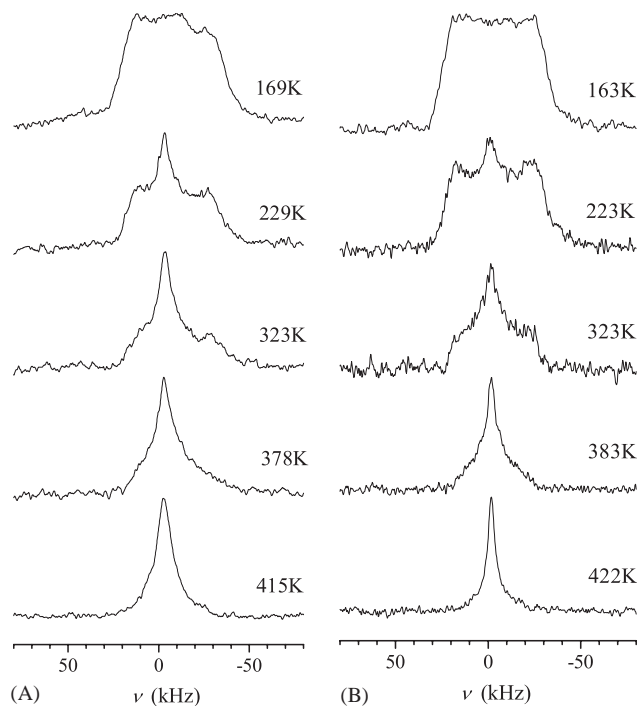 169K
163K
229K
223K
323K
323K
378K
383K
415K
422K
50 0 -50
50 0 -50
(A) ν (kHz)
(B) ν (kHz)